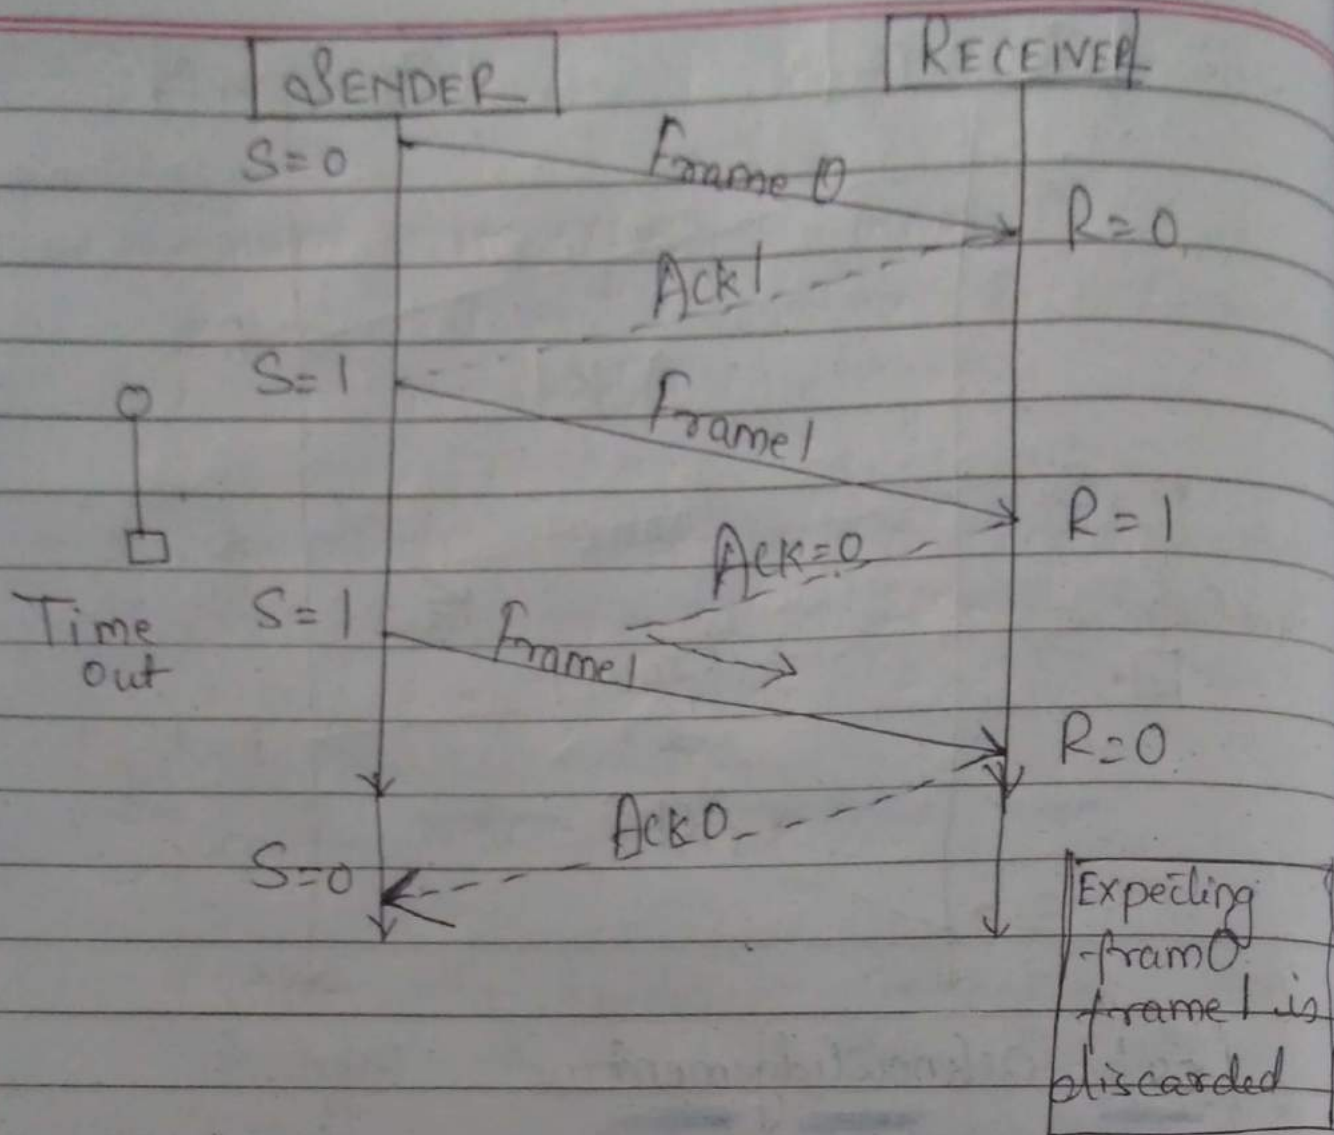 SENDER
RECEIVER
S=0
Frame 0
R=0
Ack1
S=1
Frame1
R=1
Ack=0
Time
out
S=1
Frame1
R=0
Ack0
S=0
Expecting
fram0
frame1 is
discarded